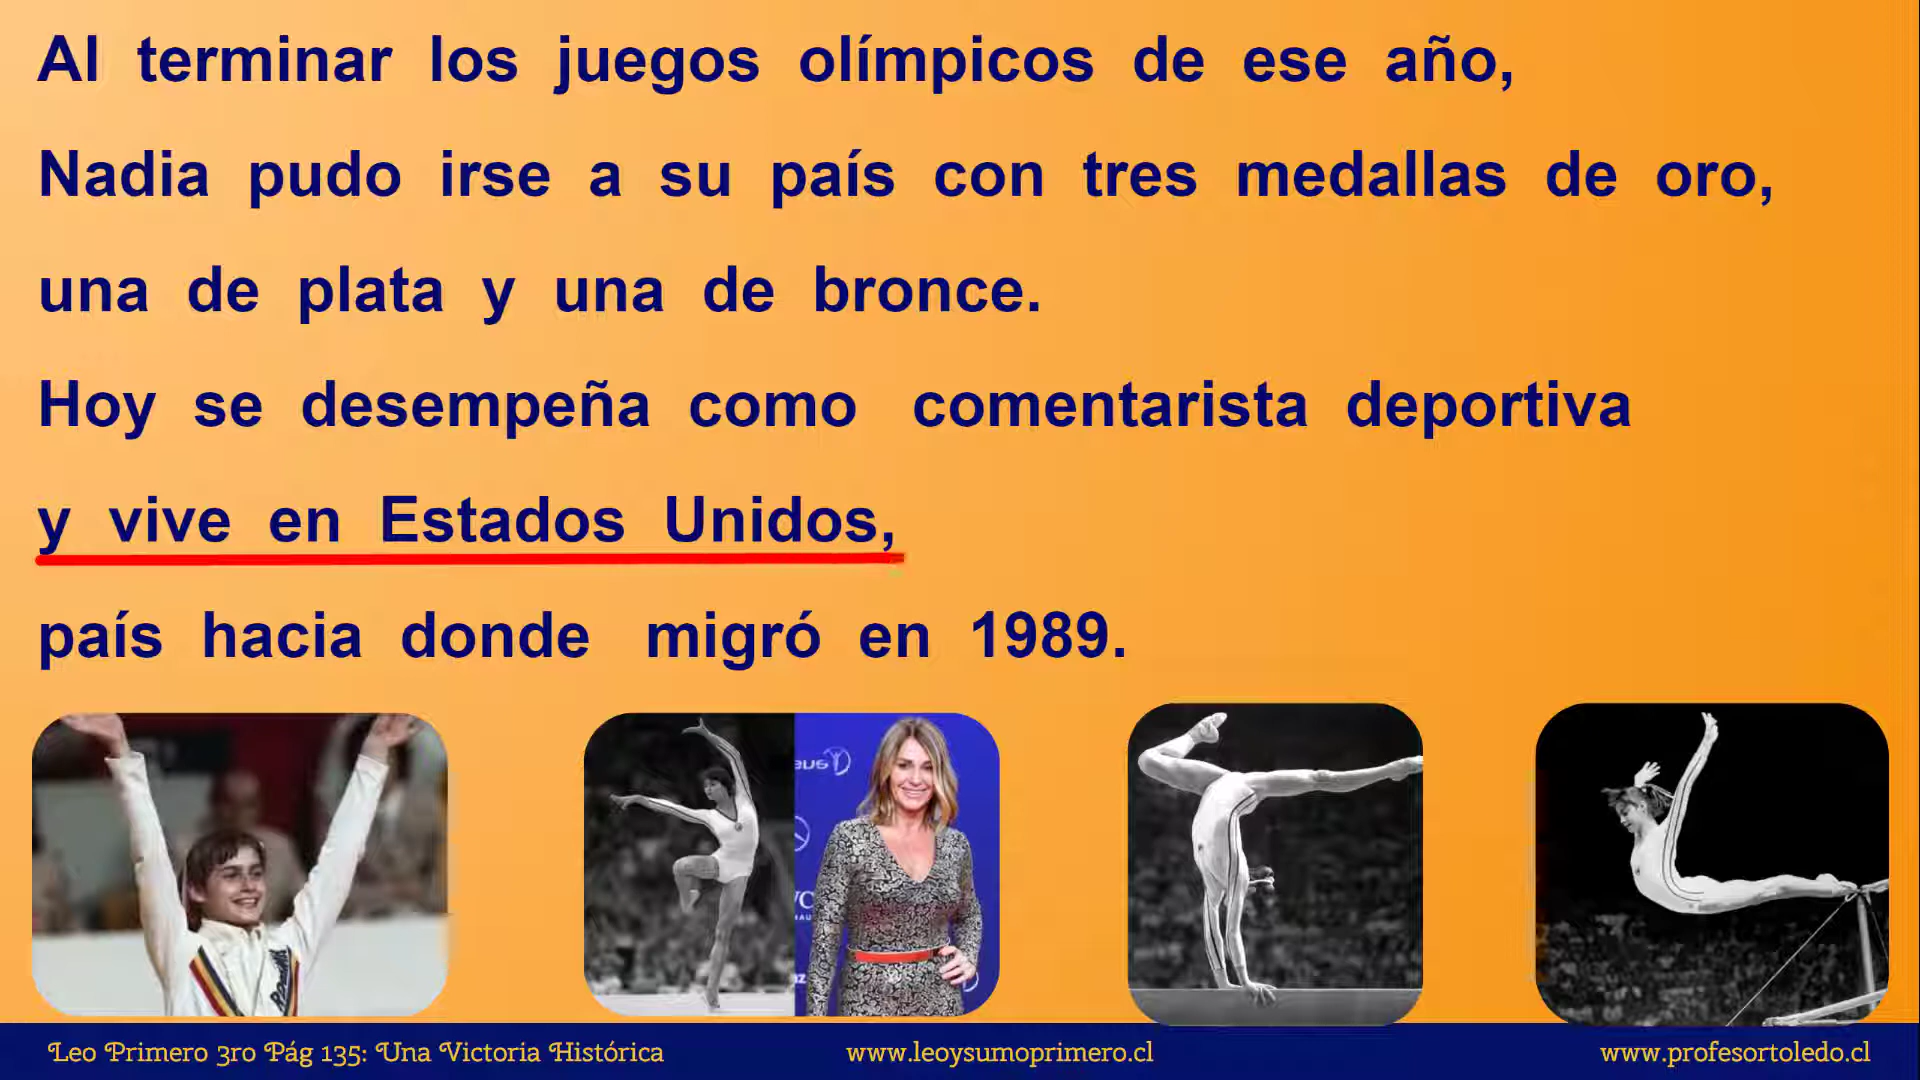 Al terminar los juegos olímpicos de ese año,
Nadia pudo irse a su país con tres medallas de oro,
una de plata y una de bronce.
Hoy se desempeña como comentarista deportiva
y vive en Estados Unidos,
país hacia donde migró en 1989.
Leo Primero 3ro Pág 135: Una Victoria Histórica
www.leoysumoprimero.cl
www.profesortoledo.cl